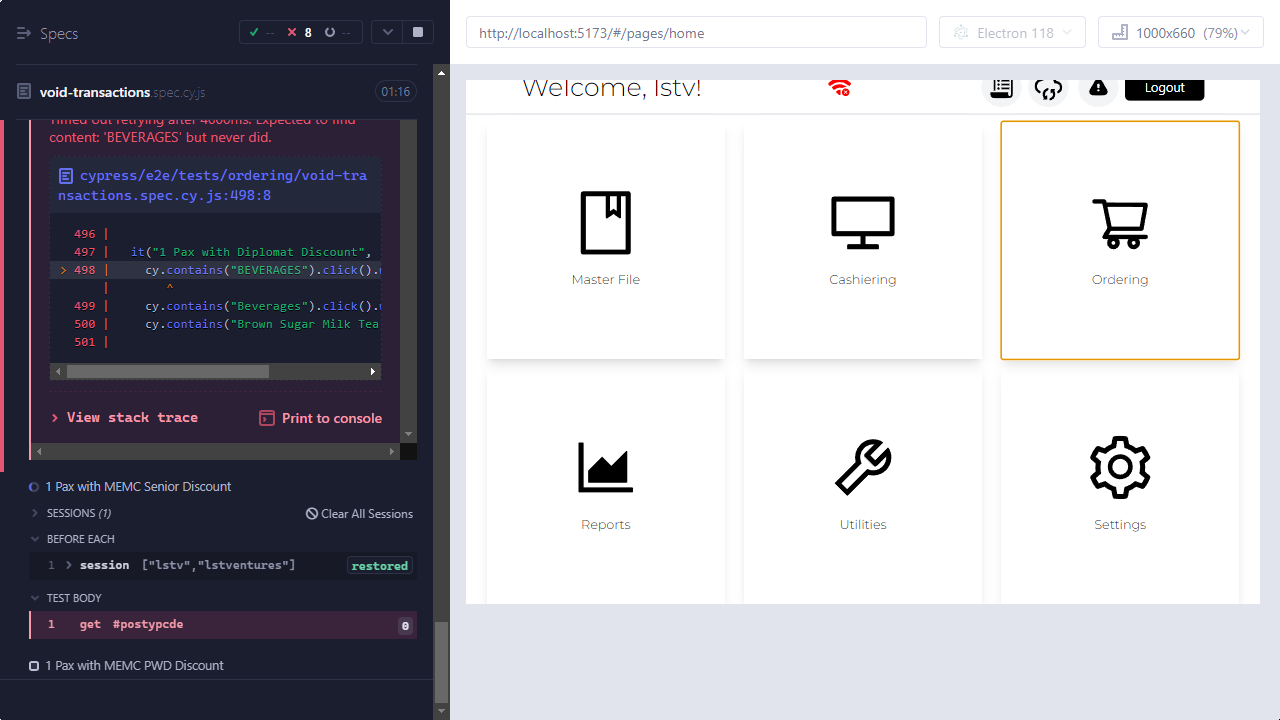 Specs
-- 8 --
void-transactions spec.cy.js
01:16
Timed out retrying after 4000ms: Expected to find
content: 'BEVERAGES' but never did.
cypress/e2e/tests/ordering/void-tra
nsactions.spec.cy.js:498:8
496 |
497 | it("1 Pax with Diplomat Discount",
> 498 | cy.contains("BEVERAGES").click().
| ^
499 | cy.contains("Beverages").click().
500 | cy.contains("Brown Sugar Milk Tea
501 |
> View stack trace
Print to console
1 Pax with MEMC Senior Discount
SESSIONS (1)
Clear All Sessions
BEFORE EACH
1 session ["lstv","lstventures"] restored
TEST BODY
1 get #postypcde 0
1 Pax with MEMC PWD Discount
http://localhost:5173/#/pages/home
Electron 118
1000x660 (79%)
Welcome, lstv!
Logout
Master File
Cashiering
Ordering
Reports
Utilities
Settings